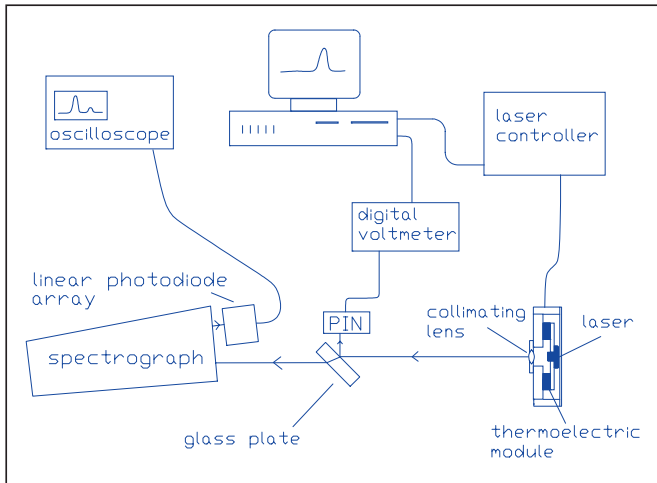 oscilloscope
laser
controller
digital
voltmeter
linear photodiode
array
PIN
collimating
lens
laser
spectrograph
glass plate
thermoelectric
module